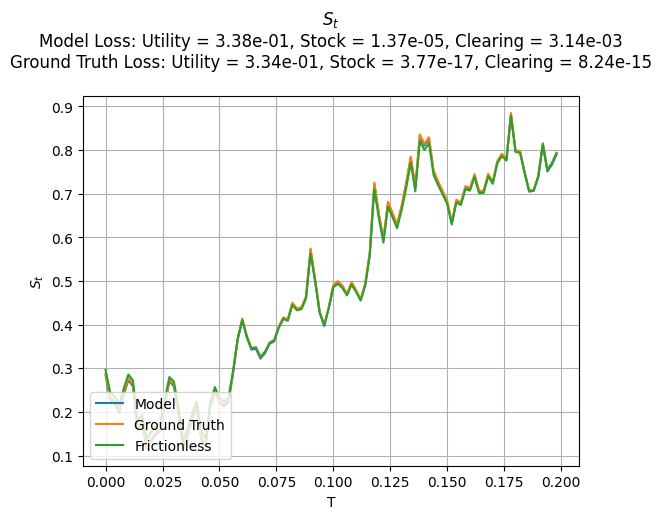 S_t
Model Loss: Utility = 3.38e-01, Stock = 1.37e-05, Clearing = 3.14e-03
Ground Truth Loss: Utility = 3.34e-01, Stock = 3.77e-17, Clearing = 8.24e-15
0.9
0.8
0.7
0.6
0.5
0.4
0.3
0.2
0.1
S_t
Model
Ground Truth
Frictionless
0.000
0.025
0.050
0.075
0.100
0.125
0.150
0.175
0.200
T